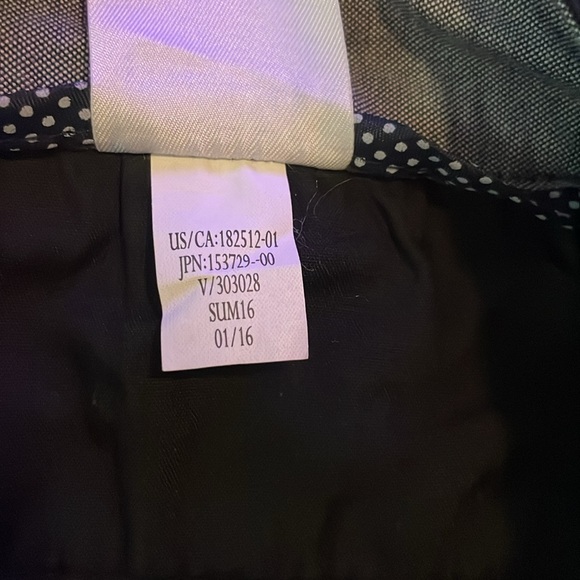 US/CA:182512-01
JPN:153729--00
V/303028
SUM16
01/16